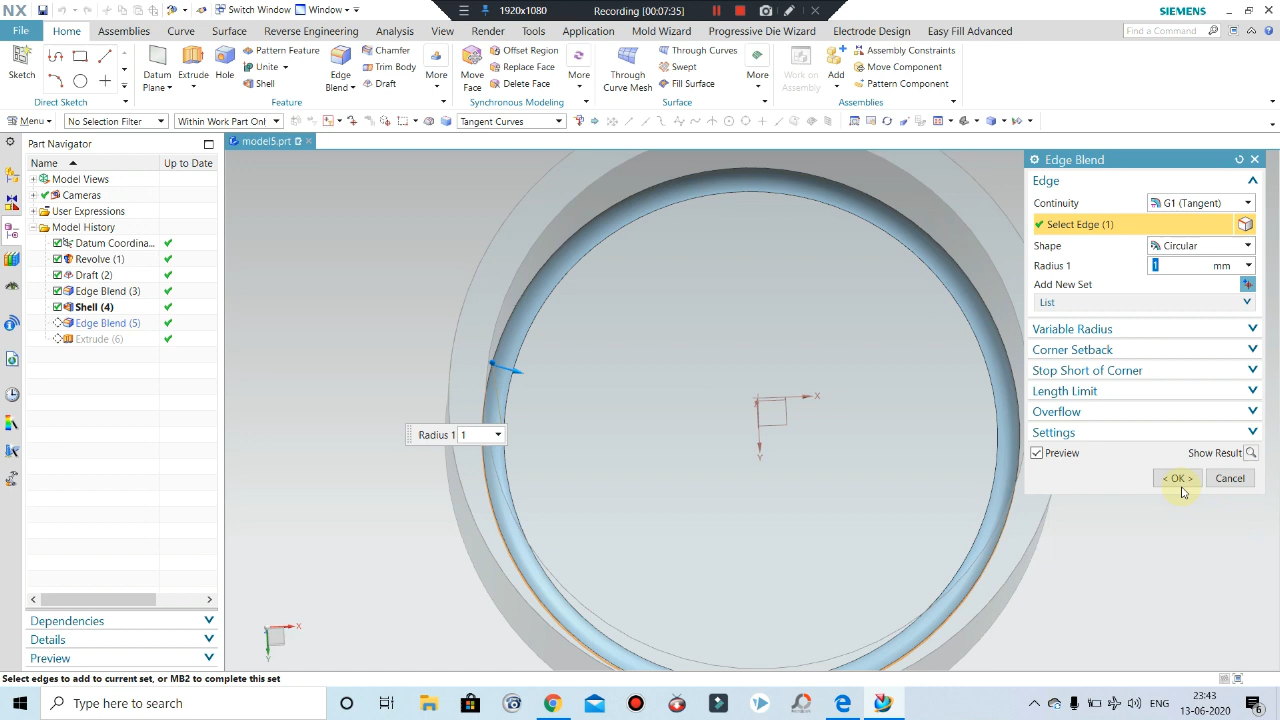 NX Switch Window Window 1920x1080 Recording [00:07:35] SIEMENS
File Home Assemblies Curve Surface Reverse Engineering Analysis View Render Tools Application Mold Wizard Progressive Die Wizard Electrode Design Easy Fill Advanced Find a Command
Sketch Datum Plane Extrude Hole Pattern Feature Unite Shell Edge Blend Chamfer Trim Body Draft More Move Face Offset Region Replace Face Delete Face More Through Curve Mesh Through Curves Swept Fill Surface More Work on Assembly Add Assembly Constraints Move Component Pattern Component
Direct Sketch Feature Synchronous Modeling Surface Assemblies
Menu No Selection Filter Within Work Part Only Tangent Curves
Part Navigator
model5.prt
Name Up to Date
Model Views
Cameras
User Expressions
Model History
Datum Coordina...
Revolve (1)
Draft (2)
Edge Blend (3)
Shell (4)
Edge Blend (5)
Extrude (6)
Dependencies
Details
Preview
Radius 1 1
X
Y
X
Y
Edge Blend
Edge
Continuity G1 (Tangent)
Select Edge (1)
Shape Circular
Radius 1 1 mm
Add New Set
List
Variable Radius
Corner Setback
Stop Short of Corner
Length Limit
Overflow
Settings
Preview Show Result
< OK > Cancel
Select edges to add to current set, or MB2 to complete this set
Type here to search
ENG
23:43
13-06-2020
6